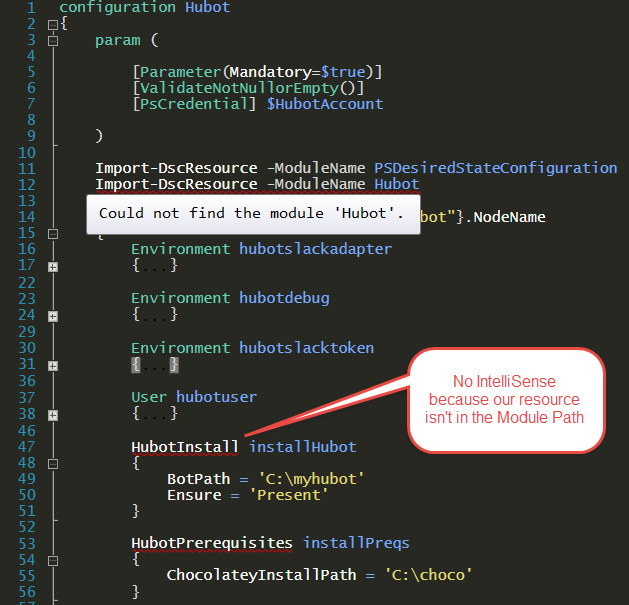 1 configuration Hubot
2 {
3 param (
4
5 [Parameter(Mandatory=$true)]
6 [ValidateNotNullorEmpty()]
7 [PsCredential] $HubotAccount
8
9 )
10
11 Import-DscResource -ModuleName PSDesiredStateConfiguration
12 Import-DscResource -ModuleName Hubot
13
Could not find the module 'Hubot'.
14 bot"}.NodeName
15 {
16 Environment hubotslackadapter
17 {...}
22
23 Environment hubotdebug
24 {...}
29
30 Environment hubotslacktoken
31 {...}
36
37 User hubotuser
38 {...}
46
No IntelliSense
because our resource
isn't in the Module Path
47 HubotInstall installHubot
48 {
49 BotPath = 'C:\myhubot'
50 Ensure = 'Present'
51 }
52
53 HubotPrerequisites installPreqs
54 {
55 ChocolateyInstallPath = 'C:\choco'
56 }
57